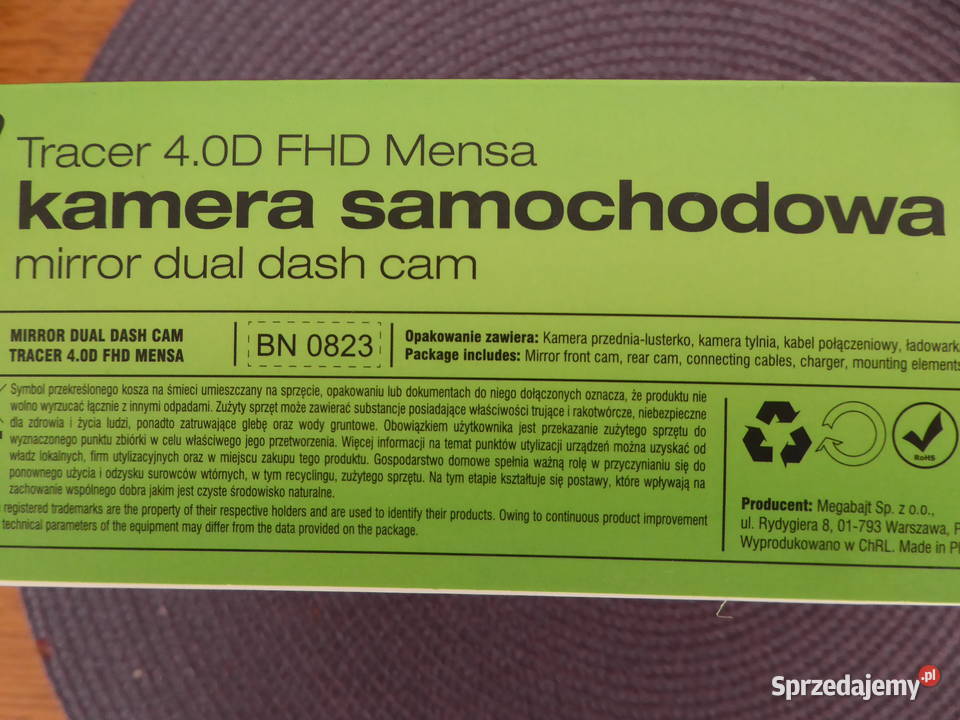 Tracer 4.0D FHD Mensa
kamera samochodowa
mirror dual dash cam
MIRROR DUAL DASH CAM
TRACER 4.0D FHD MENSA
BN 0823
Opakowanie zawiera: Kamera przednia-lusterko, kamera tylnia, kabel połączeniowy, ładowark
Package includes: Mirror front cam, rear cam, connecting cables, charger, mounting elements
Symbol przekreślonego kosza na śmieci umieszczany na sprzęcie, opakowaniu lub dokumentach do niego dołączonych oznacza, że produktu nie
wolno wyrzucać łącznie z innymi odpadami. Zużyty sprzęt może zawierać substancje posiadające właściwości trujące i rakotwórcze, niebezpieczne
dla zdrowia i życia ludzi, ponadto zatruwające glebę oraz wody gruntowe. Obowiązkiem użytkownika jest przekazanie zużytego sprzętu do
wyznaczonego punktu zbiórki w celu właściwego jego przetworzenia. Więcej informacji na temat punktów utylizacji urządzeń można uzyskać od
władz lokalnych, firm utylizacyjnych oraz w miejscu zakupu tego produktu. Gospodarstwo domowe spełnia ważną rolę w przyczynianiu się do
ponownego użycia i odzysku surowców wtórnych, w tym recyclingu, zużytego sprzętu. Na tym etapie kształtuje się postawy, które wpływają na
zachowanie wspólnego dobra jakim jest czyste środowisko naturalne.
registered trademarks are the property of their respective holders and are used to identify their products. Owing to continuous product improvement
technical parameters of the equipment may differ from the data provided on the package.
RoHS
Producent: Megabajt Sp. z o.o.,
ul. Rydygiera 8, 01-793 Warszawa, P
Wyprodukowano w ChRL. Made in P
Sprzedajemy.pl